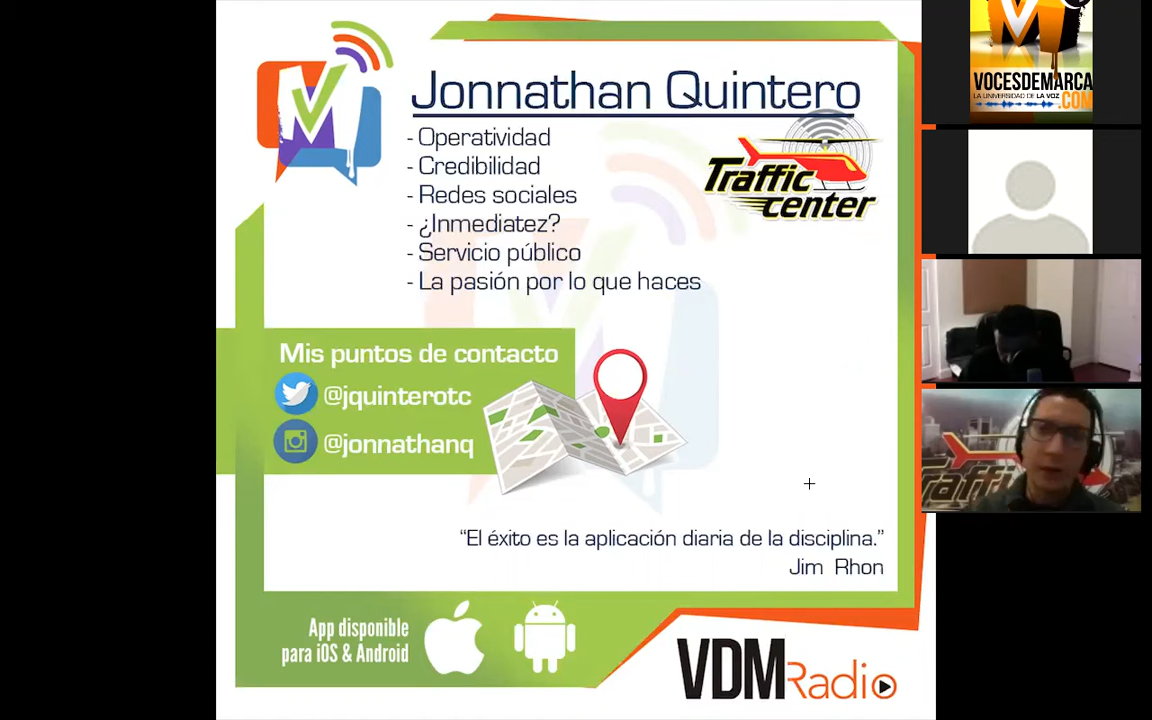 Jonnathan Quintero
- Operatividad
- Credibilidad
- Redes sociales
- ¿Inmediatez?
- Servicio público
- La pasión por lo que haces
Traffic
center
Mis puntos de contacto
@jquinterotc
@jonnathanq
“El éxito es la aplicación diaria de la disciplina.”
Jim Rhon
App disponible
para iOS & Android
VDMRadio
VOCESDEMARCA
LA UNIVERSIDAD DE LA VOZ
.COM
Traffi